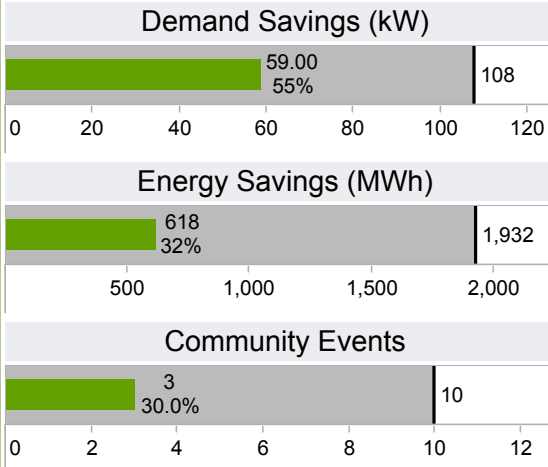 Demand Savings (kW)
59.00
55%
108
0 20 40 60 80 100 120
Energy Savings (MWh)
618
32%
1,932
500 1,000 1,500 2,000
Community Events
3
30.0%
10
0 2 4 6 8 10 12